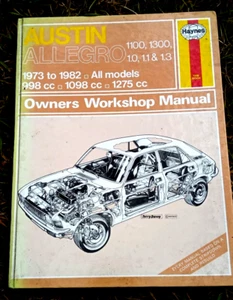 AUSTIN
Haynes
ALLEGRO 1100, 1300,
1.0, 1.1 & 1.3
1973 to 1982 □ All models
998 cc □ 1098 cc □ 1275 cc
Owners Workshop Manual